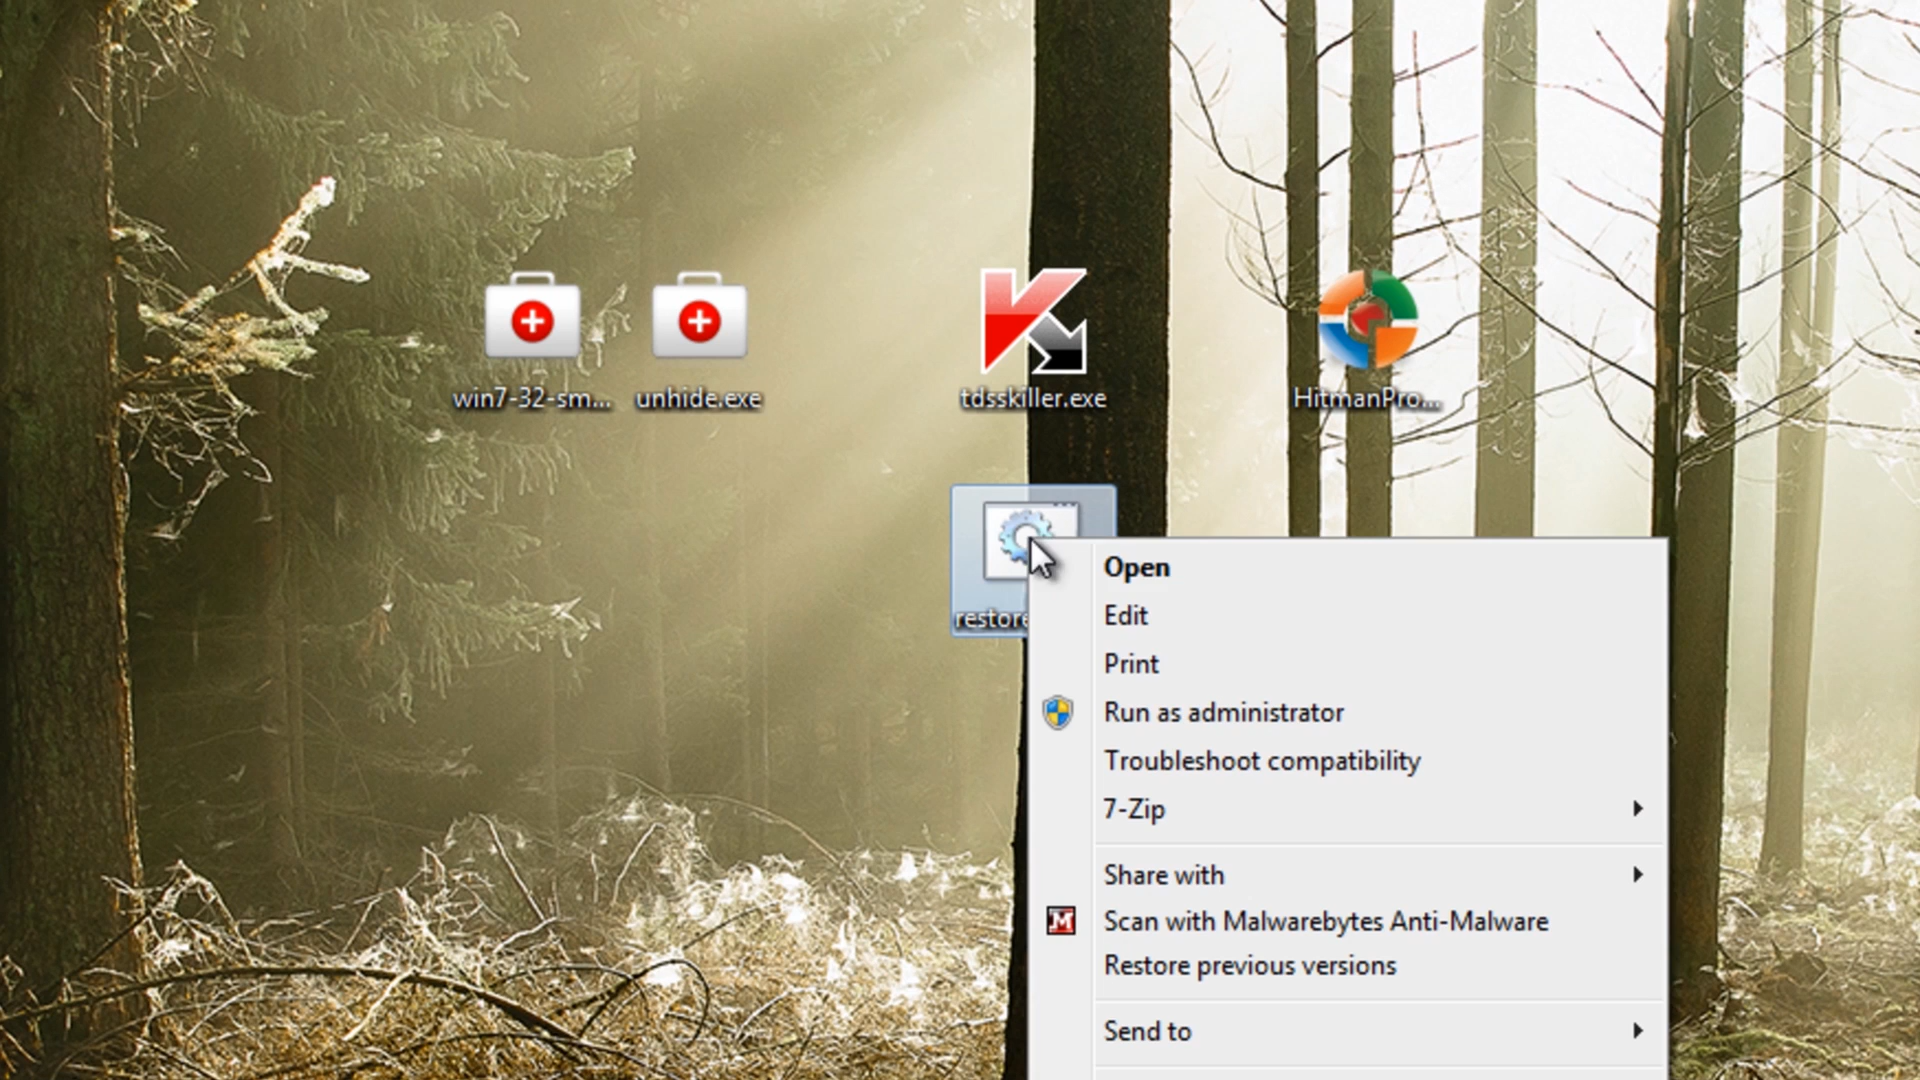 win7-32-sm...
unhide.exe
tdsskiller.exe
HitmanPro...
restore
Open
Edit
Print
Run as administrator
Troubleshoot compatibility
7-Zip
Share with
Scan with Malwarebytes Anti-Malware
Restore previous versions
Send to